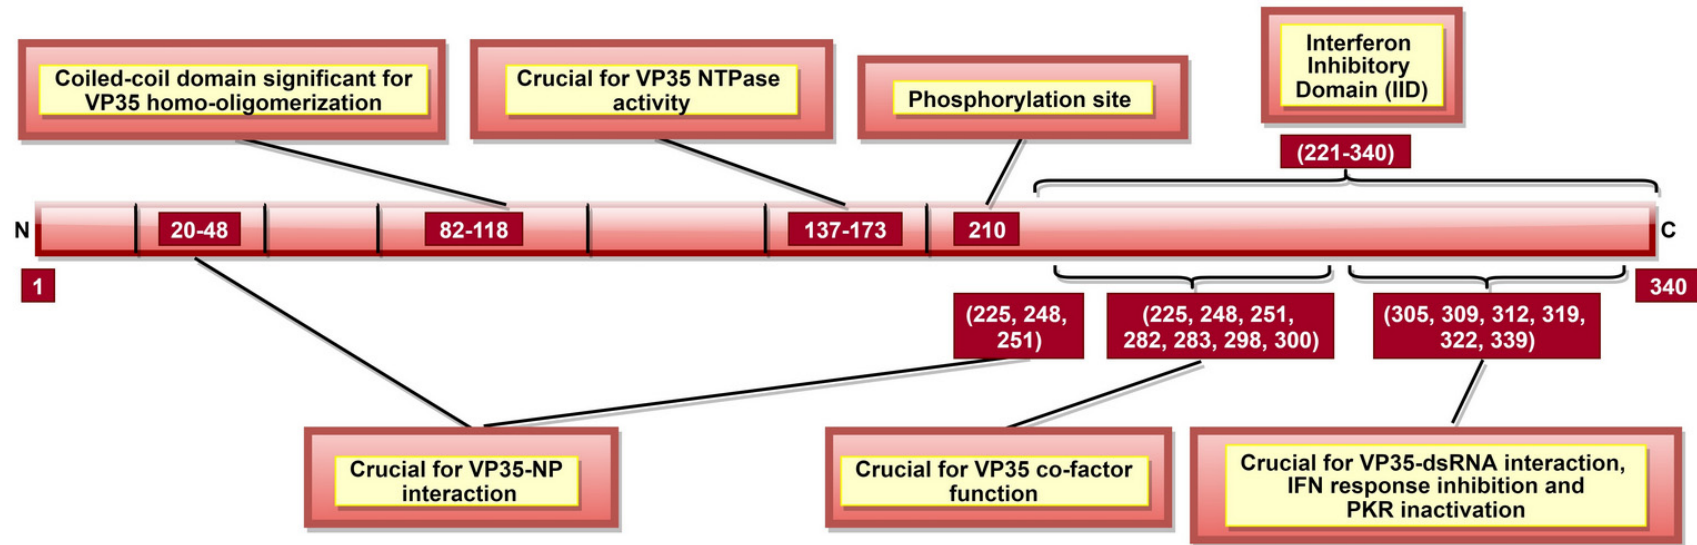 Coiled-coil domain significant for
VP35 homo-oligomerization
Crucial for VP35 NTPase
activity
Phosphorylation site
Interferon
Inhibitory
Domain (IID)
(221-340)
N
20-48
82-118
137-173
210
C
1
340
(225, 248,
251)
(225, 248, 251,
282, 283, 298, 300)
(305, 309, 312, 319,
322, 339)
Crucial for VP35-NP
interaction
Crucial for VP35 co-factor
function
Crucial for VP35-dsRNA interaction,
IFN response inhibition and
PKR inactivation